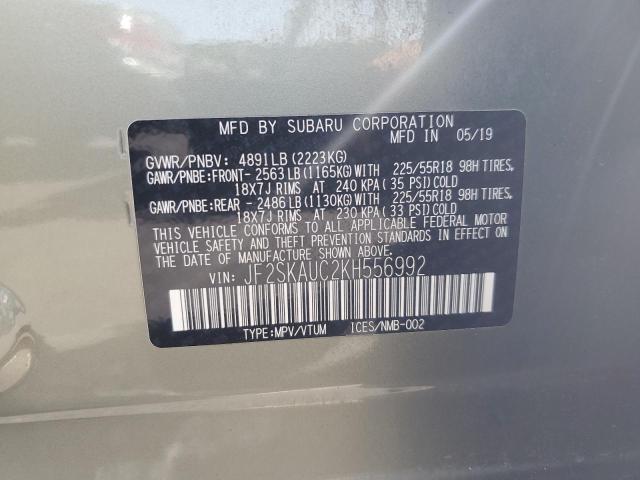 MFD BY SUBARU CORPORATION
MFD IN 05/19
GVWR/PNBV: 4891LB (2223KG)
GAWR/PNBE:FRONT- 2563LB (1165KG) WITH 225/55R18 98H TIRES,
18X7J RIMS AT 240 KPA (35 PSI) COLD
GAWR/PNBE:REAR - 2486LB (1130KG) WITH 225/55R18 98H TIRES,
18X7J RIMS AT 230 KPA (33 PSI) COLD
THIS VEHICLE CONFORMS TO ALL APPLICABLE FEDERAL MOTOR
VEHICLE SAFETY AND THEFT PREVENTION STANDARDS IN EFFECT
ON THE DATE OF MANUFACTURE SHOWN ABOVE.
VIN: JF2SKAUC2KH556992
TYPE:MPV/VTUM ICES/NMB-002